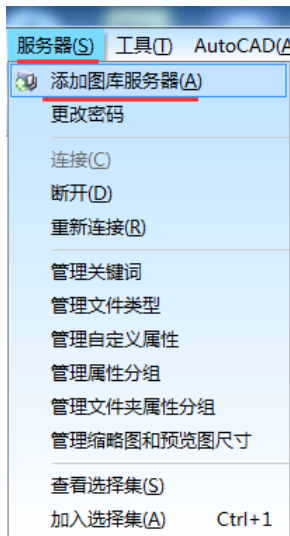 服务器(S) 工具(T) AutoCAD(A
添加图库服务器(A)
更改密码
连接(C)
断开(D)
重新连接(R)
管理关键词
管理文件类型
管理自定义属性
管理属性分组
管理文件夹属性分组
管理缩略图和预览图尺寸
查看选择集(S)
加入选择集(A) Ctrl+1